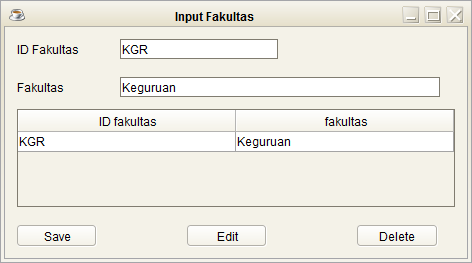 Input Fakultas
ID Fakultas KGR
Fakultas Keguruan
ID fakultas fakultas
KGR Keguruan
Save Edit Delete